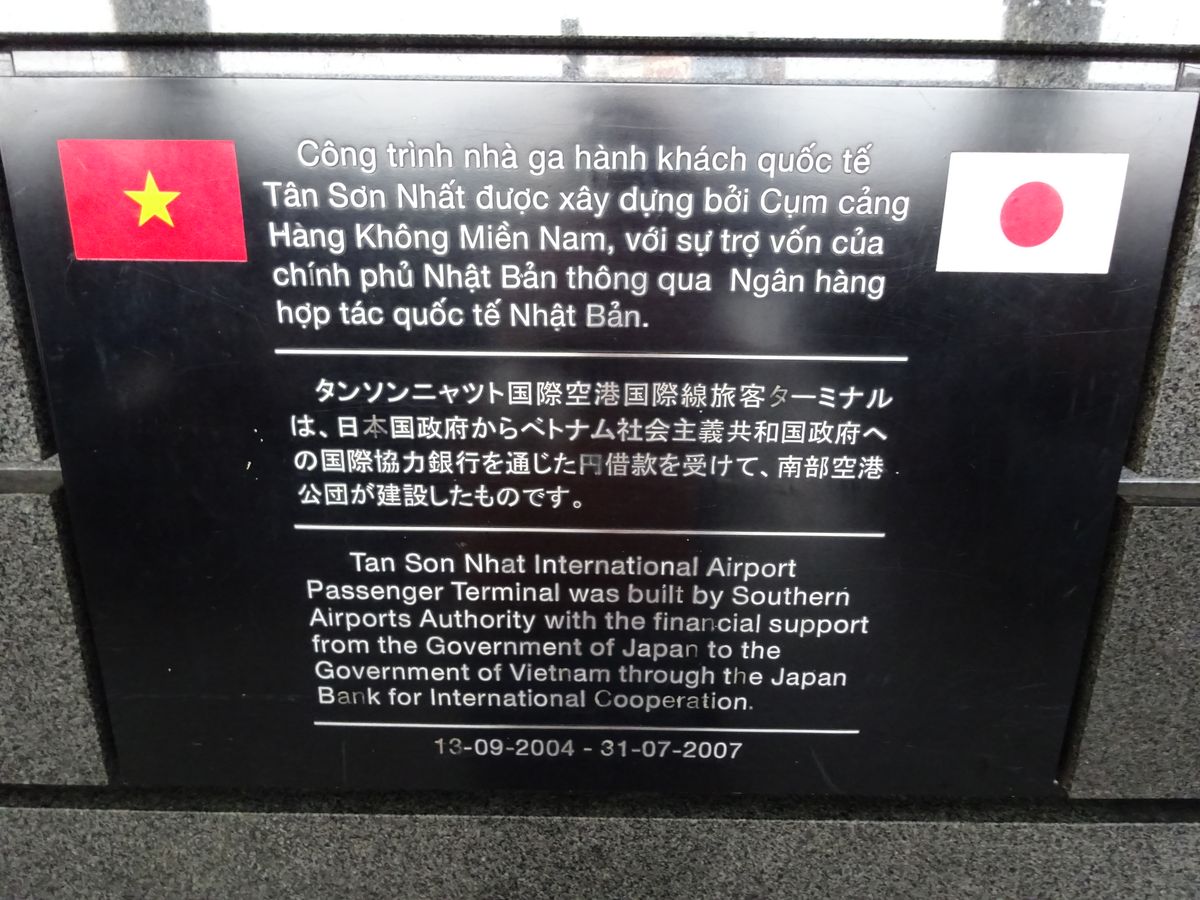 Công trình nhà ga hành khách quốc tế
Tân Sơn Nhất được xây dựng bởi Cụm cảng
Hàng Không Miền Nam, với sự trợ vốn của
chính phủ Nhật Bản thông qua Ngân hàng
hợp tác quốc tế Nhật Bản.
タンソンニャツト国際空港国際線旅客ターミナル
は、日本国政府からベトナム社会主義共和国政府へ
の国際協力銀行を通じた円借款を受けて、南部空港
公団が建設したものです。
Tan Son Nhat International Airport
Passenger Terminal was built by Southern
Airports Authority with the financial support
from the Government of Japan to the
Government of Vietnam through the Japan
Bank for International Cooperation.
13-09-2004 - 31-07-2007